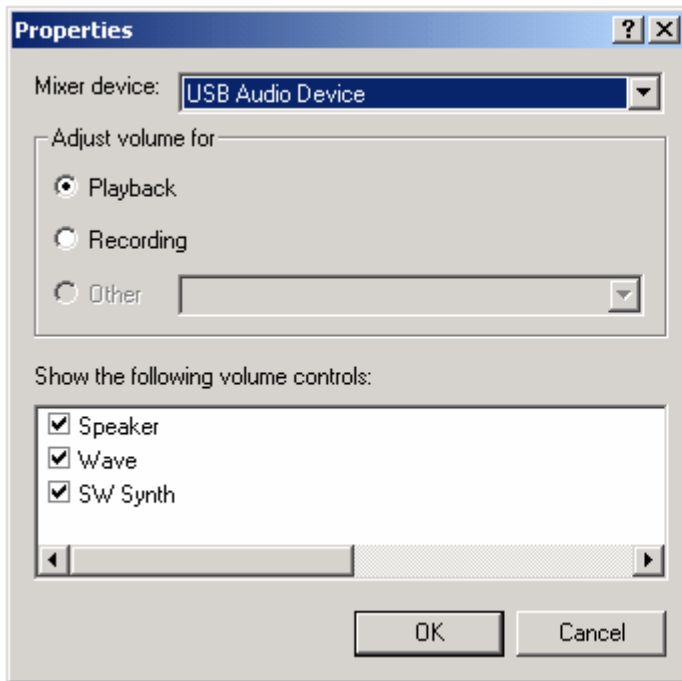 Properties
Mixer device: USB Audio Device
Adjust volume for
Playback
Recording
Other
Show the following volume controls:
Speaker
Wave
SW Synth
OK Cancel